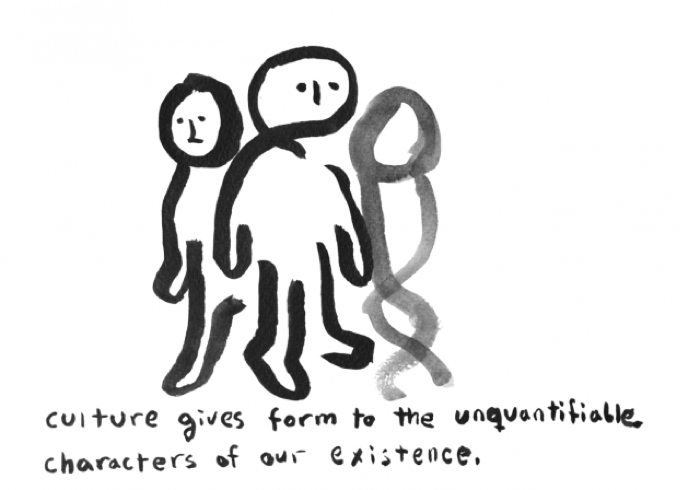 culture gives form to the unquantifiable
characters of our existence.